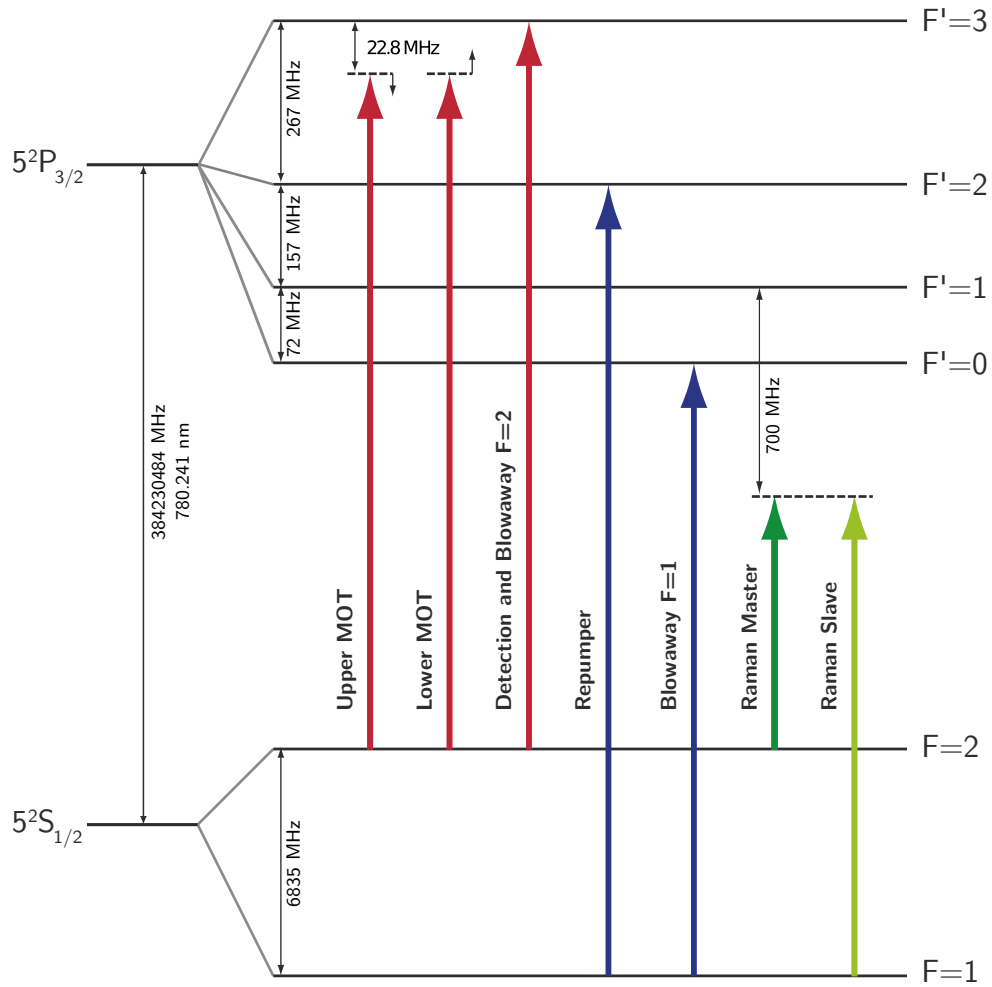 F'=3
22.8 MHz
267 MHz
5²P₃/₂
F'=2
157 MHz
F'=1
72 MHz
F'=0
700 MHz
384230484 MHz
780.241 nm
Upper MOT
Lower MOT
Detection and Blowaway F=2
Repumper
Blowaway F=1
Raman Master
Raman Slave
F=2
5²S₁/₂
6835 MHz
F=1